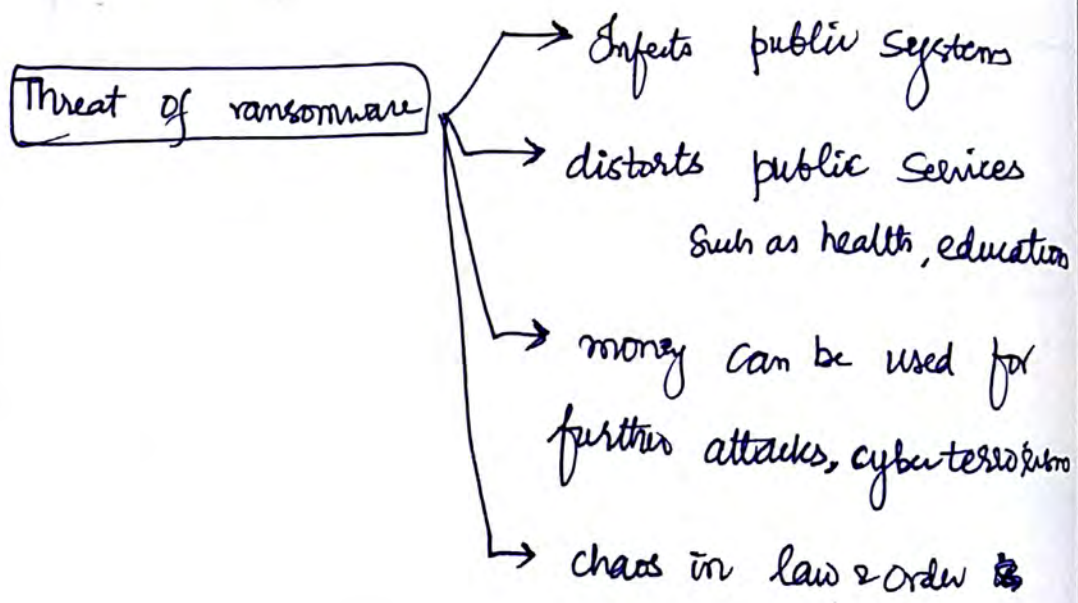 Threat of ransomware
Infects public systems
distorts public services
such as health, education
money can be used for
further attacks, cyberterrorism
chaos in law & order